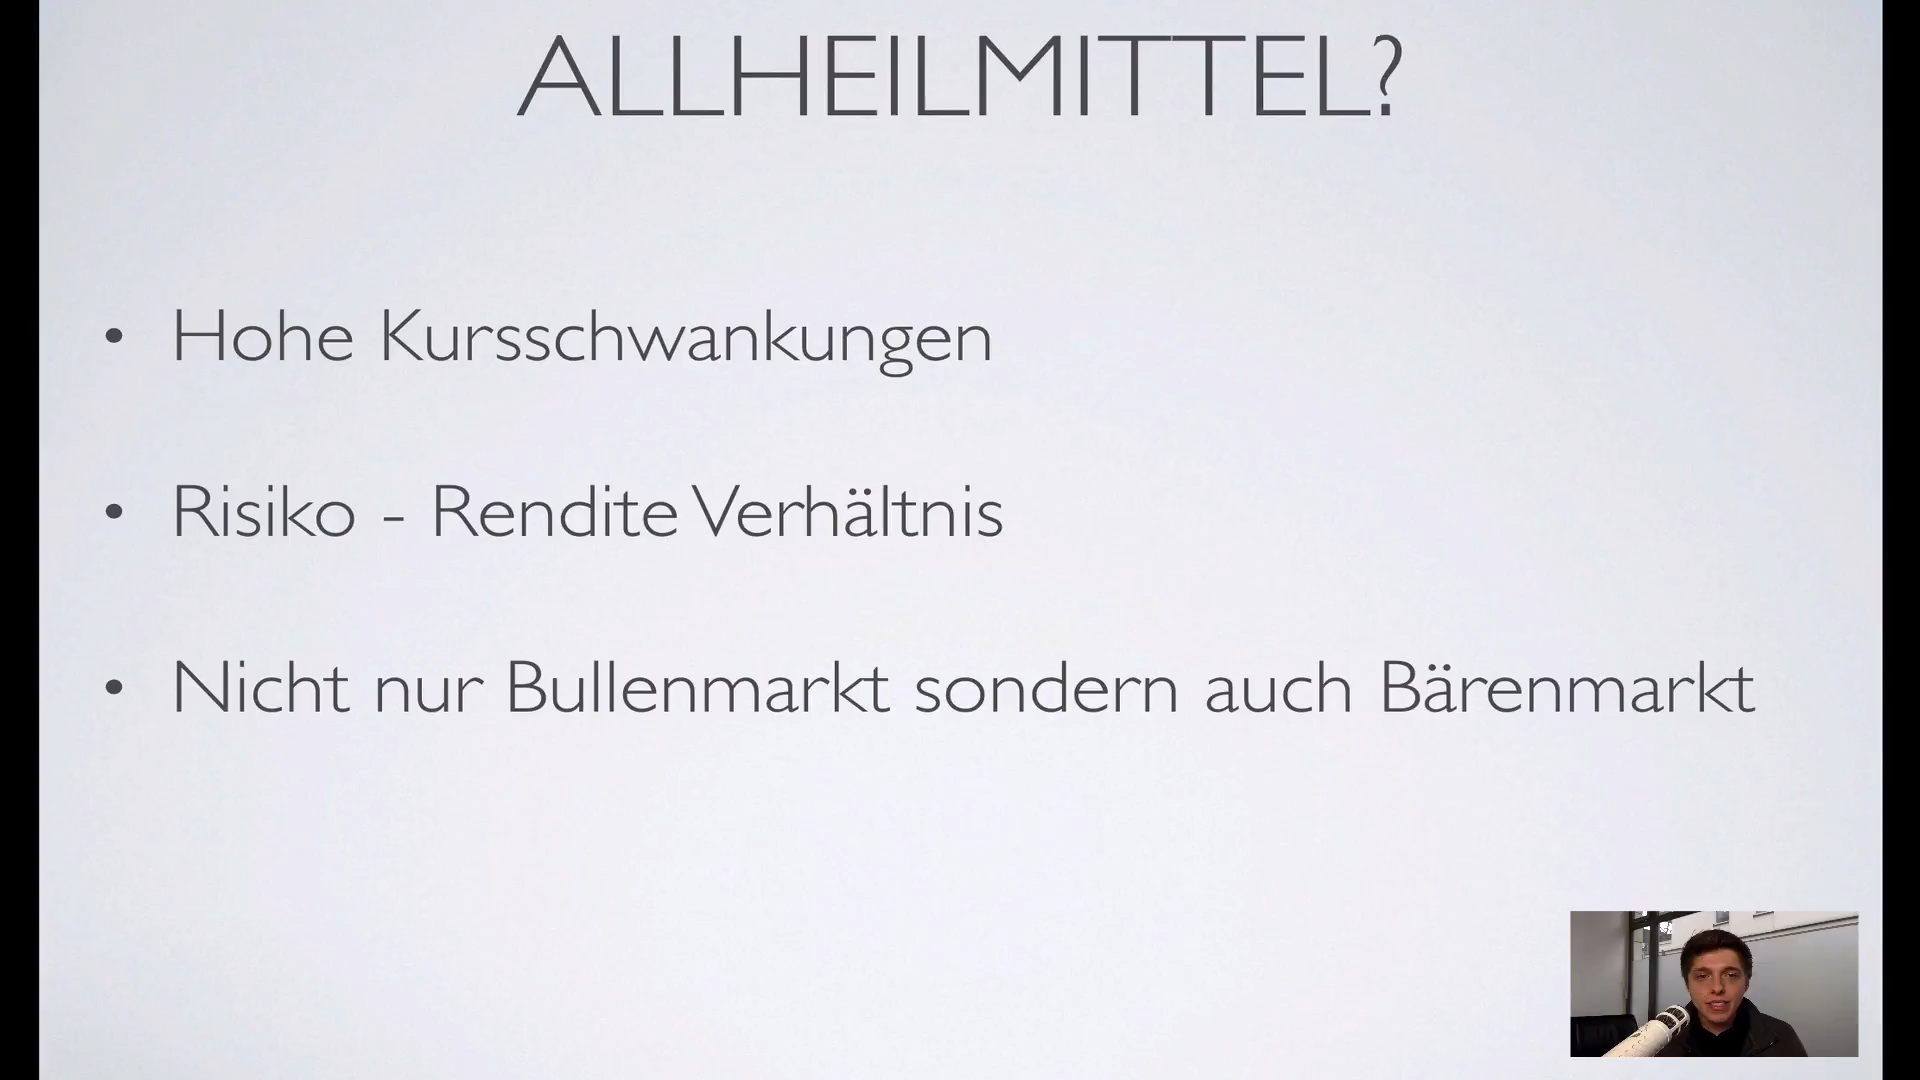 ALLHEILMITTEL?
• Hohe Kursschwankungen
• Risiko - Rendite Verhältnis
• Nicht nur Bullenmarkt sondern auch Bärenmarkt